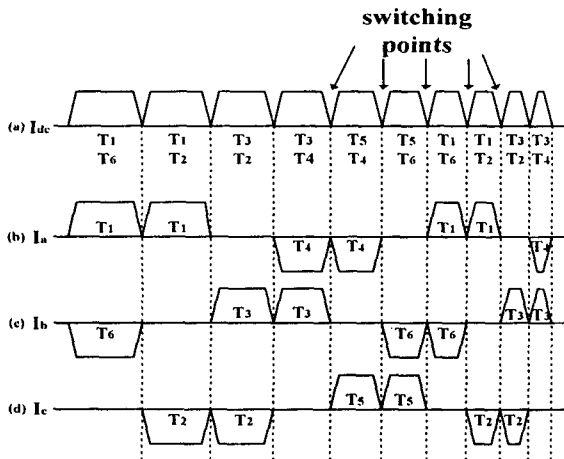 switching
points
(a) Idc
T1 T1 T3 T3 T5 T5 T1 T1 T3 T3
T6 T2 T2 T4 T4 T6 T6 T2 T2 T4
(b) Ia
T1 T1 T4 T4 T1 T1 T4
(c) Ib
T6 T3 T3 T6 T6 T3 T3
(d) Ic
T2 T2 T5 T5 T2 T2